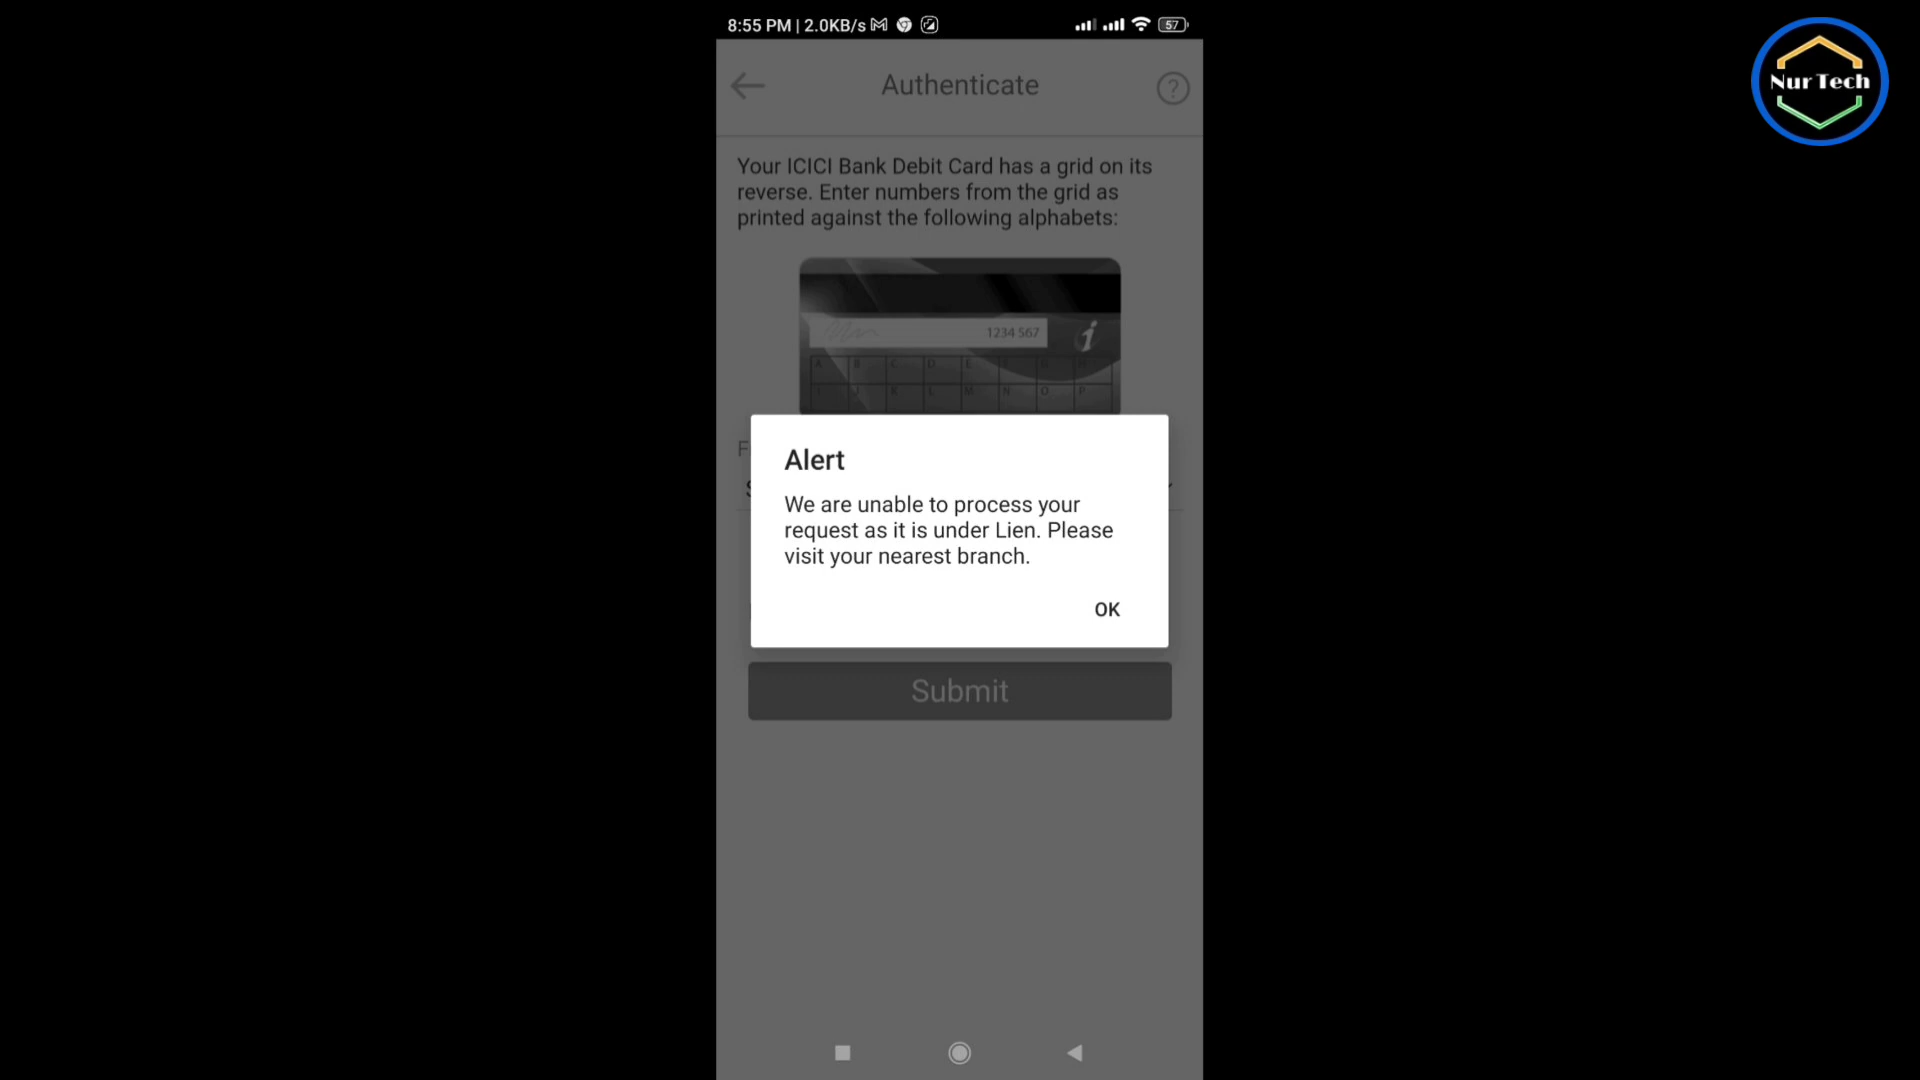 8:55 PM | 2.0KB/s
57
Nur Tech
Authenticate
?
Your ICICI Bank Debit Card has a grid on its
reverse. Enter numbers from the grid as
printed against the following alphabets:
1234 567
i
A B C D E F G H
I J K L M N O P
Alert
We are unable to process your
request as it is under Lien. Please
visit your nearest branch.
OK
Submit